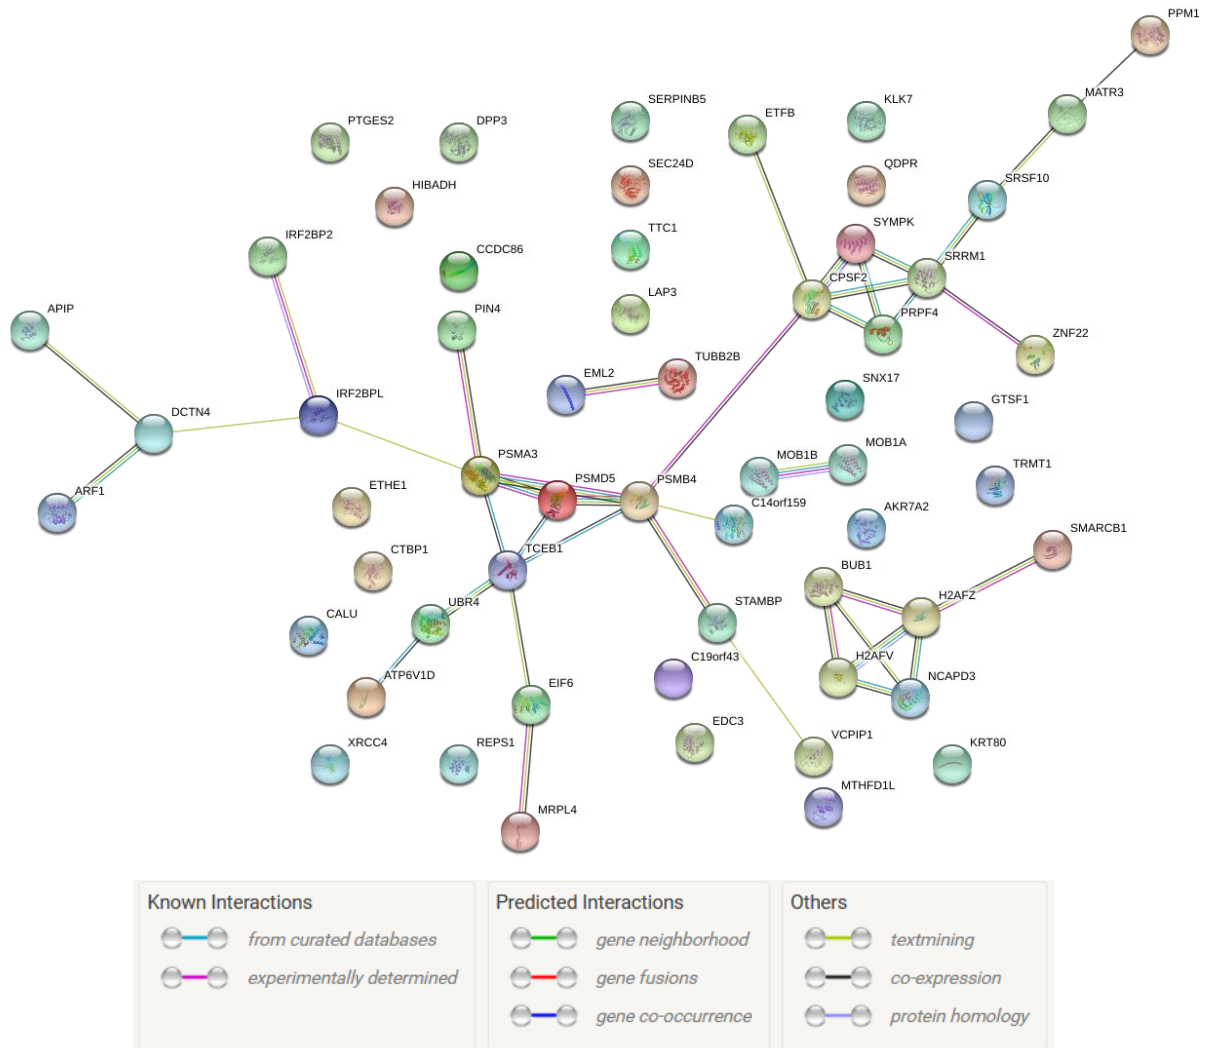 PPM1
MATR3
SERPINB5
ETFB
KLK7
PTGES2
DPP3
SEC24D
QDPR
SRSF10
HIBADH
SYMPK
IRF2BP2
TTC1
CCDC86
SRRM1
CPSF2
LAP3
APIP
PIN4
PRPF4
ZNF22
EML2
TUBB2B
SNX17
IRF2BPL
GTSF1
DCTN4
MOB1A
PSMA3
MOB1B
TRMT1
PSMD5
PSMB4
ETHE1
ARF1
C14orf159
AKR7A2
SMARCB1
CTBP1
TCEB1
BUB1
H2AFZ
UBR4
STAMBP
CALU
C19orf43
H2AFV
ATP6V1D
EIF6
NCAPD3
EDC3
VCPIP1
XRCC4
REPS1
KRT80
MTHFD1L
MRPL4
Known Interactions
from curated databases
experimentally determined
Predicted Interactions
gene neighborhood
gene fusions
gene co-occurrence
Others
textmining
co-expression
protein homology